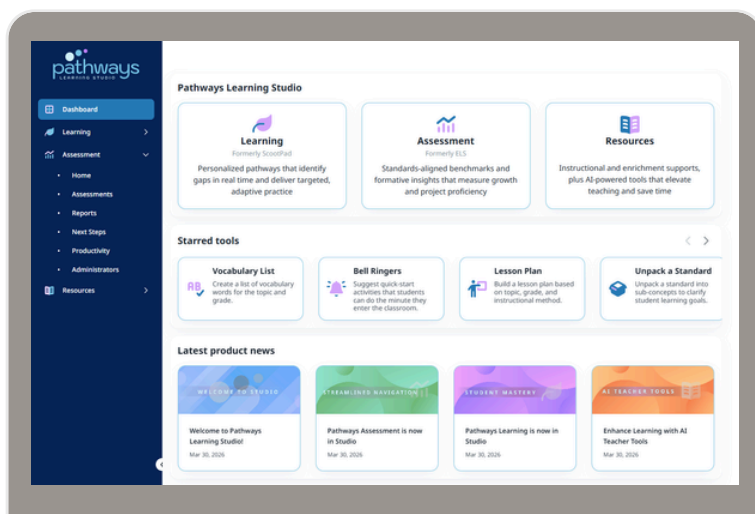 pathways
LEARNING STUDIO
Dashboard
Learning
Assessment
Home
Assessments
Reports
Next Steps
Productivity
Administrators
Resources
Pathways Learning Studio
Learning
Formerly ScootPad
Personalized pathways that identify
gaps in real time and deliver targeted,
adaptive practice
Assessment
Formerly ELS
Standards-aligned benchmarks and
formative insights that measure growth
and project proficiency
Resources
Instructional and enrichment supports,
plus AI-powered tools that elevate
teaching and save time
Starred tools
AB
Vocabulary List
Create a list of vocabulary
words for the topic and
grade.
Bell Ringers
Suggest quick-start
activities that students
can do the minute they
enter the classroom.
Lesson Plan
Build a lesson plan based
on topic, grade, and
instructional method.
Unpack a Standard
Unpack a standard into
sub-concepts to clarify
student learning goals.
Latest product news
WELCOME TO STUDIO
Welcome to Pathways
Learning Studio!
Mar 30, 2026
STREAMLINED NAVIGATION
Pathways Assessment is now
in Studio
Mar 30, 2026
STUDENT MASTERY
Pathways Learning is now in
Studio
Mar 30, 2026
AI TEACHER TOOLS
Enhance Learning with AI
Teacher Tools
Mar 30, 2026